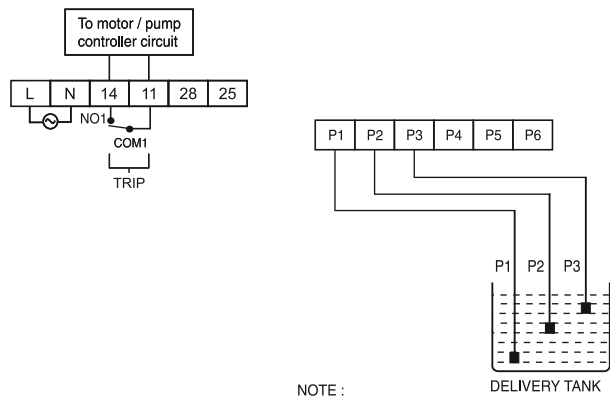 To motor / pump
controller circuit
L N 14 11 28 25
NO1
COM1
TRIP
P1 P2 P3 P4 P5 P6
P1 P2 P3
DELIVERY TANK
NOTE :